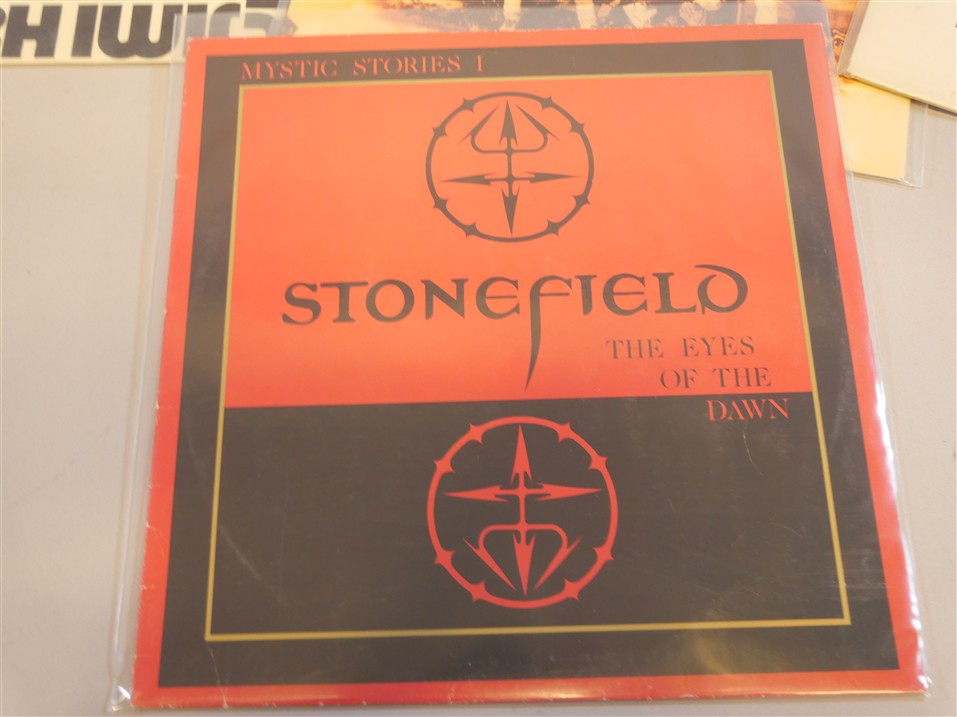 MYSTIC STORIES I
STONEFIELD
THE EYES
OF THE
DAWN